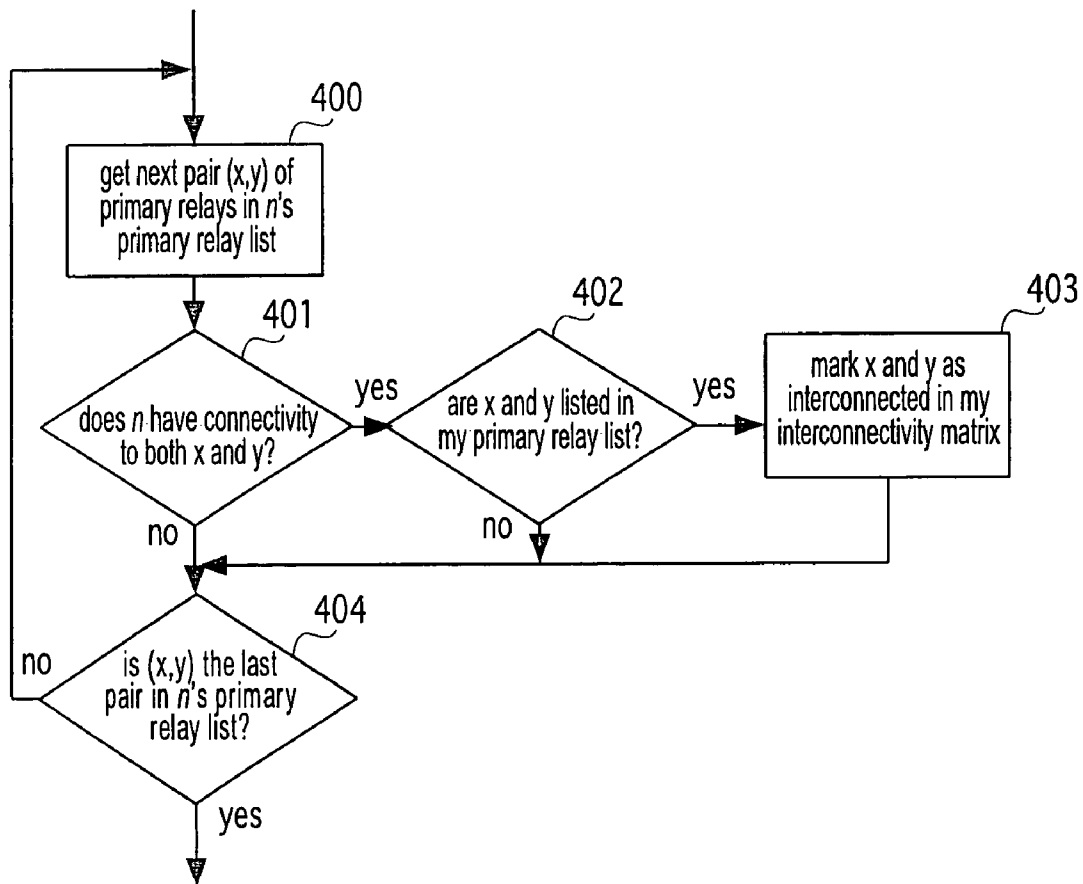 400
get next pair (x,y) of
primary relays in n's
primary relay list
401
does n have connectivity
to both x and y?
yes
402
are x and y listed in
my primary relay list?
yes
403
mark x and y as
interconnected in my
interconnectivity matrix
no
no
404
is (x,y) the last
pair in n's primary
relay list?
no
yes